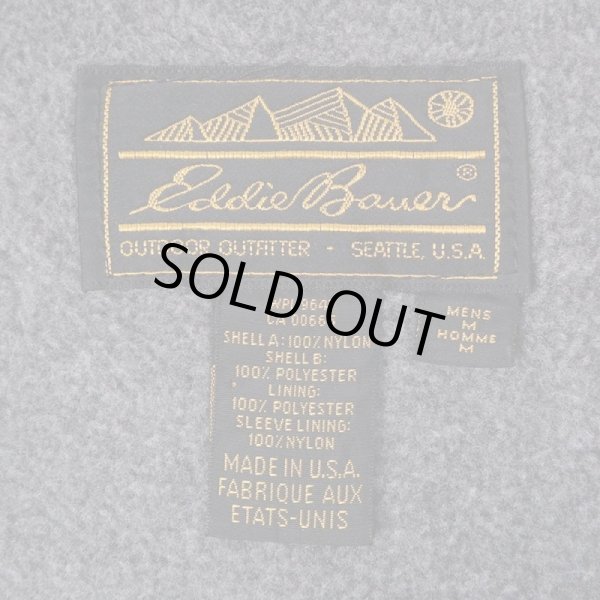 Eddie Bauer ®
OUTDOOR OUTFITTER - SEATTLE, U.S.A.
SOLD OUT
MENS
M
HOMME
M
SHELL A: 100% NYLON
SHELL B:
100% POLYESTER
LINING:
100% POLYESTER
SLEEVE LINING:
100% NYLON
MADE IN U.S.A.
FABRIQUE AUX
ETATS-UNIS